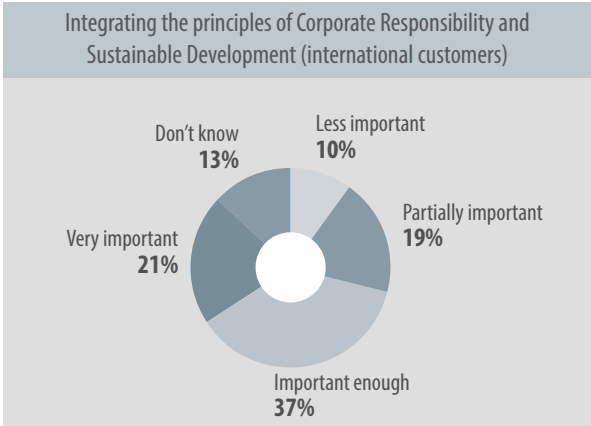 Integrating the principles of Corporate Responsibility and
Sustainable Development (international customers)
Don’t know
13%
Less important
10%
Partially important
19%
Very important
21%
Important enough
37%